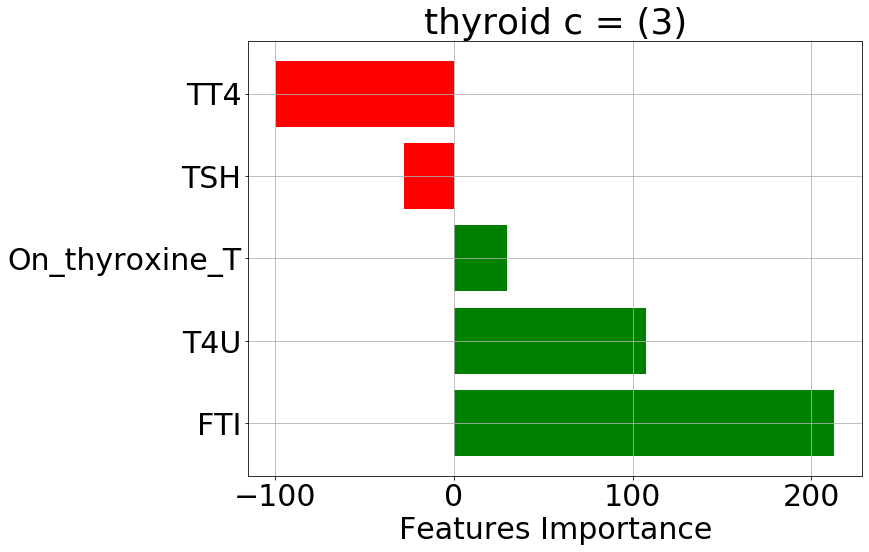 thyroid c = (3)
TT4
TSH
On_thyroxine_T
T4U
FTI
−100 0 100 200
Features Importance